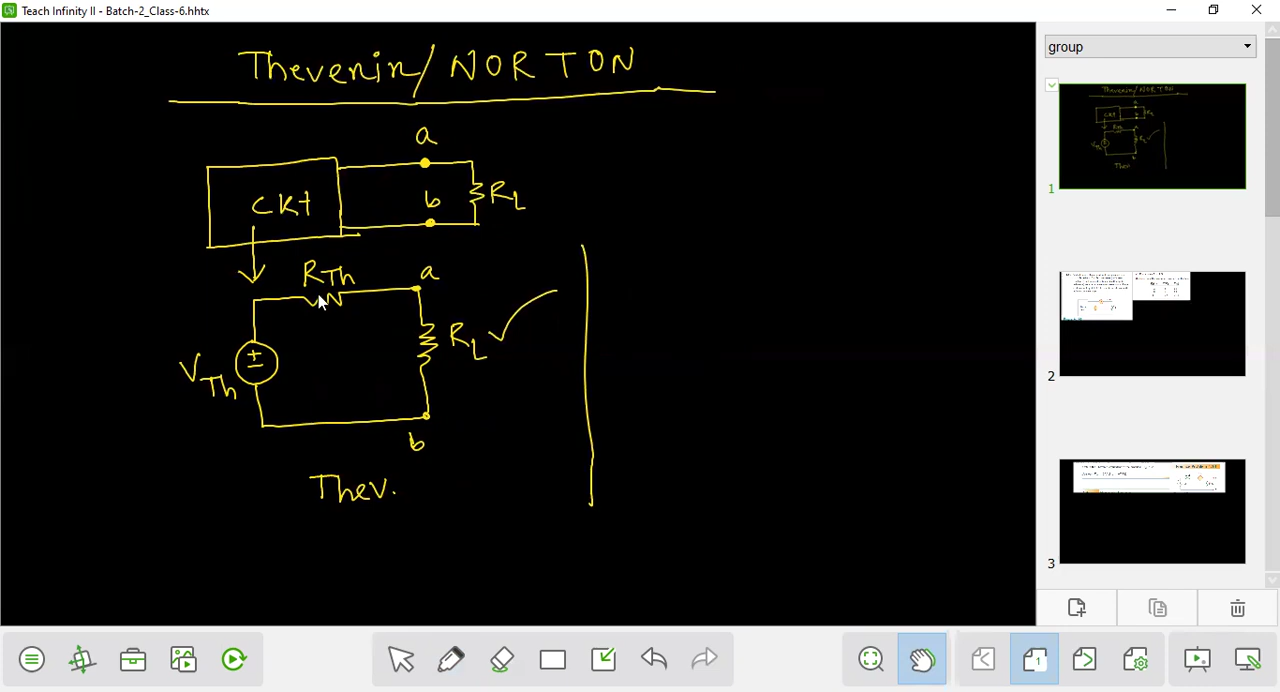 Teach Infinity II - Batch-2_Class-6.hhtx
Thevenin/NORTON
a
CKt
b
RL
RTh
a
VTh
+
RL
b
Thev.
group
1
2
3
1